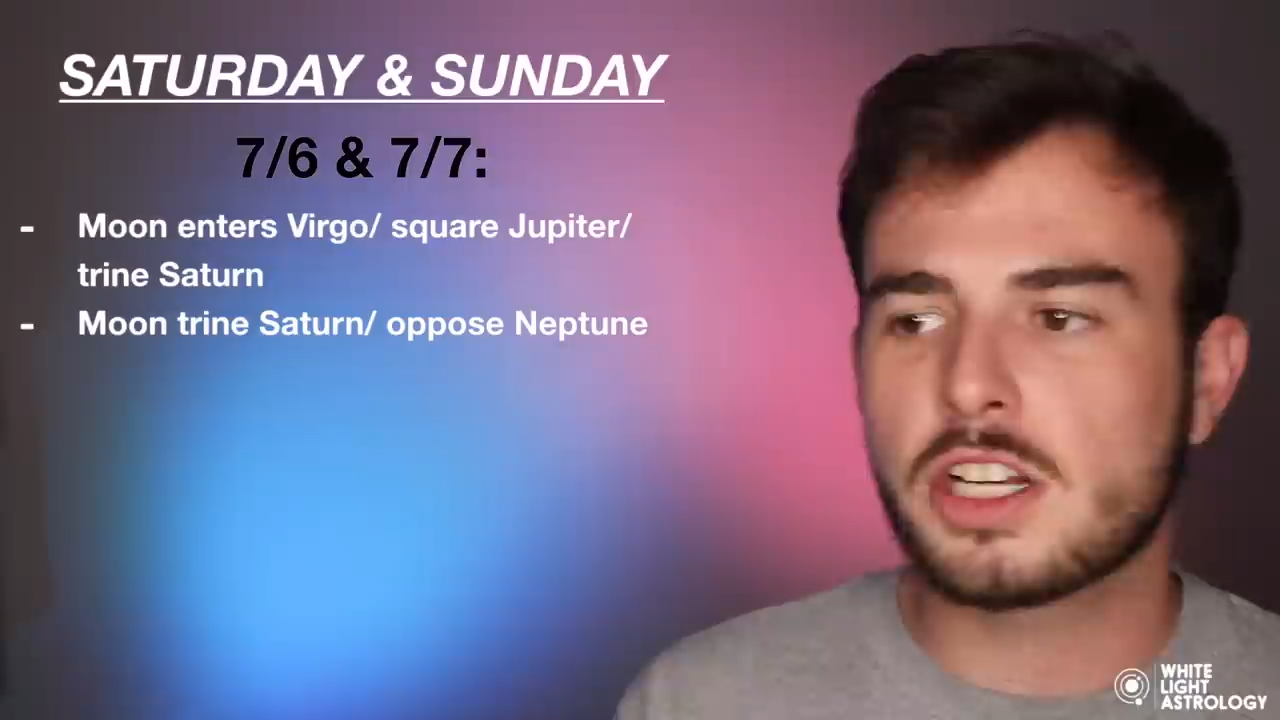 SATURDAY & SUNDAY
7/6 & 7/7:
- Moon enters Virgo/ square Jupiter/
trine Saturn
- Moon trine Saturn/ oppose Neptune
WHITE
LIGHT
ASTROLOGY